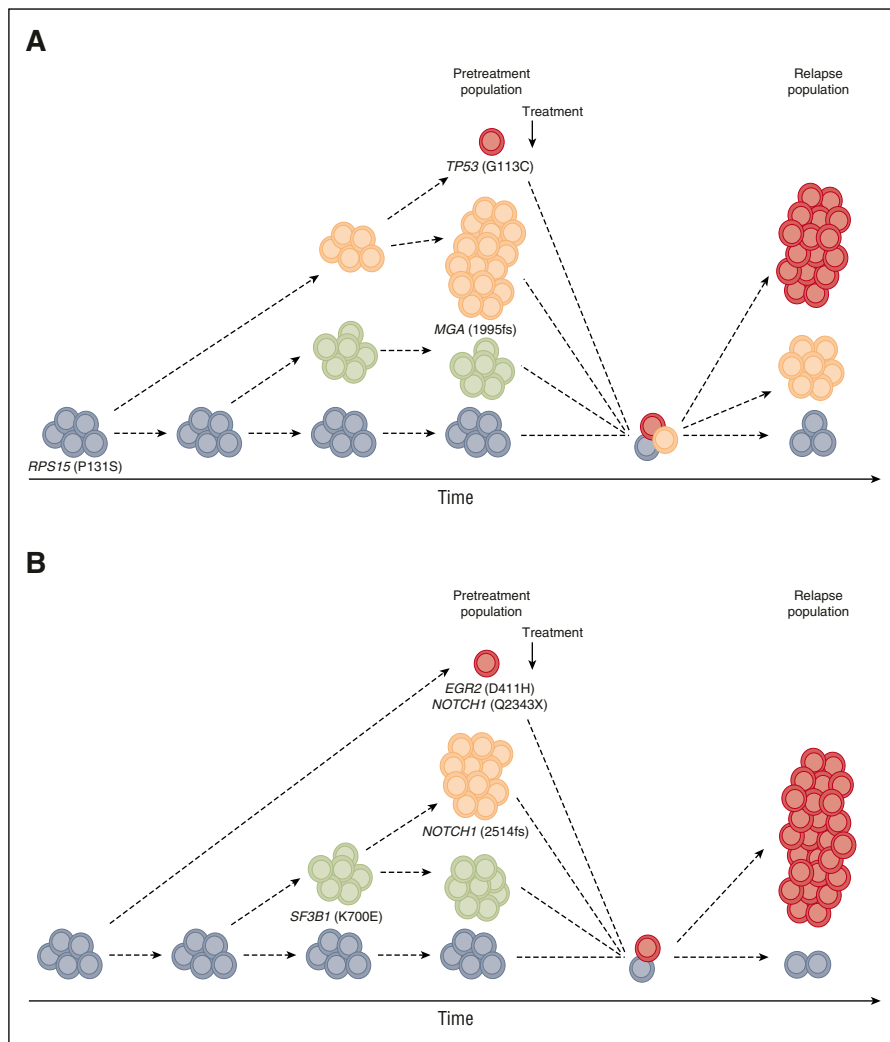 A
Pretreatment
population
Relapse
population
Treatment
TP53 (G113C)
MGA (1995fs)
RPS15 (P131S)
Time
B
Pretreatment
population
Relapse
population
Treatment
EGR2 (D411H)
NOTCH1 (Q2343X)
NOTCH1 (2514fs)
SF3B1 (K700E)
Time